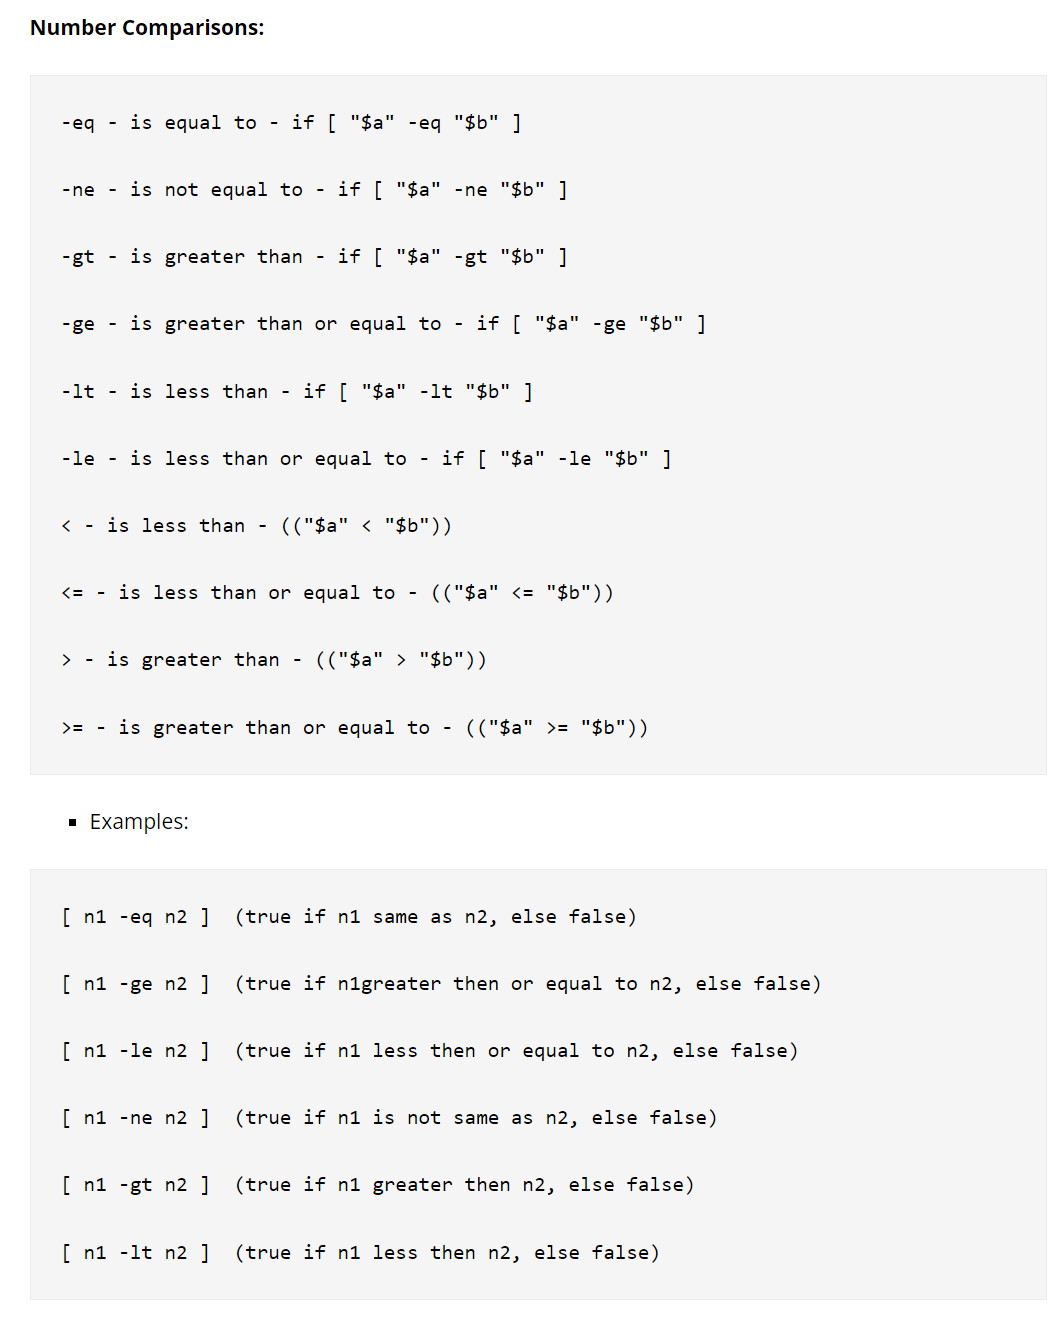 Number Comparisons:
-eq - is equal to - if [ "$a" -eq "$b" ]
-ne - is not equal to - if [ "$a" -ne "$b" ]
-gt - is greater than - if [ "$a" -gt "$b" ]
-ge - is greater than or equal to - if [ "$a" -ge "$b" ]
-lt - is less than - if [ "$a" -lt "$b" ]
-le - is less than or equal to - if [ "$a" -le "$b" ]
< - is less than - (("$a" < "$b"))
<= - is less than or equal to - (("$a" <= "$b"))
> - is greater than - (("$a" > "$b"))
>= - is greater than or equal to - (("$a" >= "$b"))
▪ Examples:
[ n1 -eq n2 ]  (true if n1 same as n2, else false)
[ n1 -ge n2 ]  (true if n1greater then or equal to n2, else false)
[ n1 -le n2 ]  (true if n1 less then or equal to n2, else false)
[ n1 -ne n2 ]  (true if n1 is not same as n2, else false)
[ n1 -gt n2 ]  (true if n1 greater then n2, else false)
[ n1 -lt n2 ]  (true if n1 less then n2, else false)